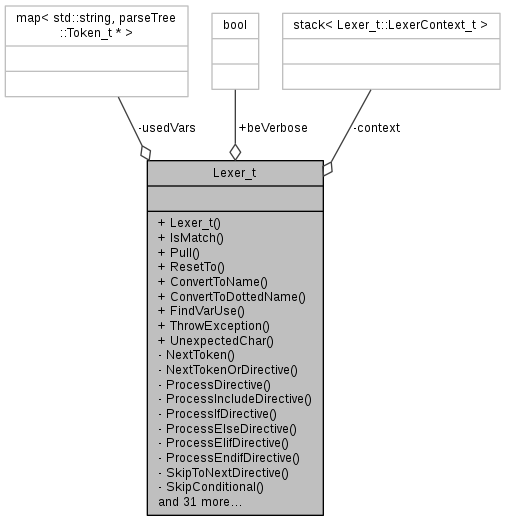 map< std::string, parseTree
::Token_t * >
bool
stack< Lexer_t::LexerContext_t >
-usedVars
+beVerbose
-context
Lexer_t
+ Lexer_t()
+ IsMatch()
+ Pull()
+ ResetTo()
+ ConvertToName()
+ ConvertToDottedName()
+ FindVarUse()
+ ThrowException()
+ UnexpectedChar()
- NextToken()
- NextTokenOrDirective()
- ProcessDirective()
- ProcessIncludeDirective()
- ProcessIfDirective()
- ProcessElseDirective()
- ProcessElifDirective()
- ProcessEndifDirective()
- SkipToNextDirective()
- SkipConditional()
and 31 more...